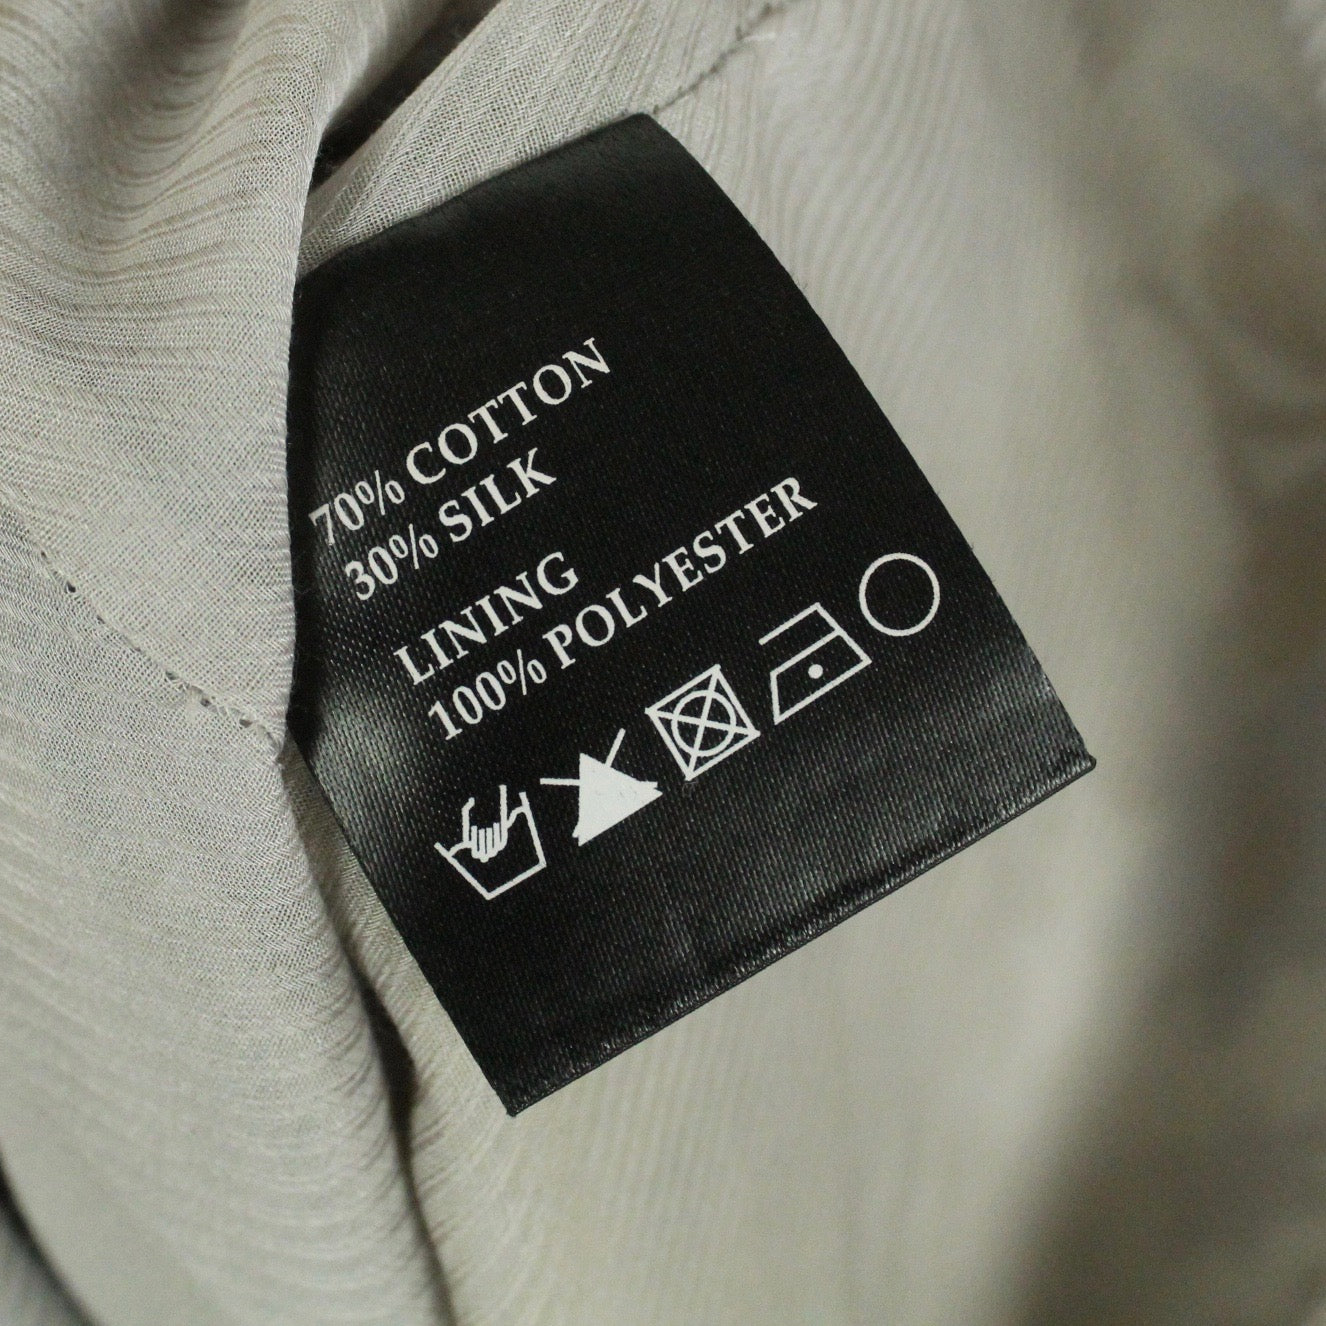 70% COTTON
30% SILK
LINING
100% POLYESTER